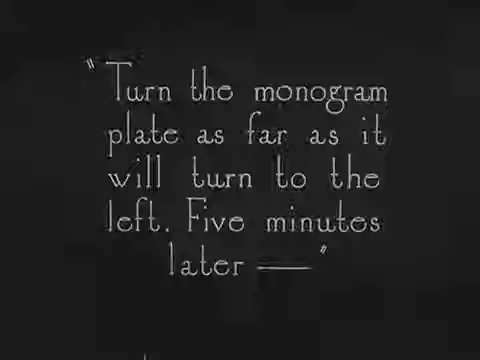 "Turn the monogram
plate as far as it
will turn to the
left. Five minutes
later —"